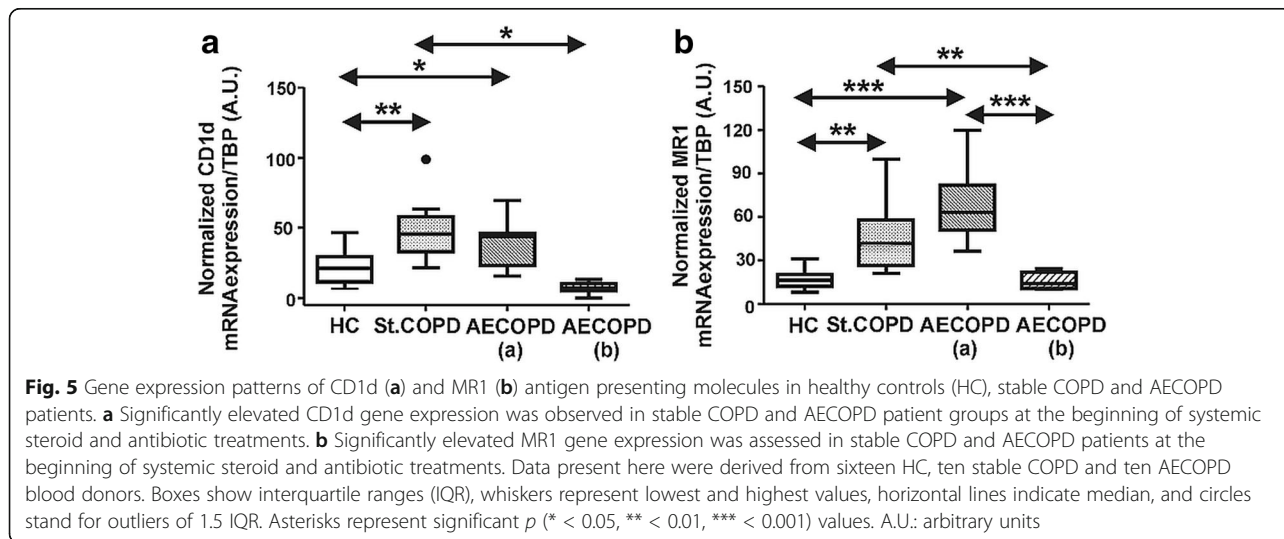 a
*
*
**
Normalized CD1d
mRNAexpression/TBP (A.U.)
150
100
50
0
HC St.COPD AECOPD AECOPD
(a) (b)
b
**
***
***
**
Normalized MR1
mRNAexpression/TBP (A.U.)
150
120
90
60
30
0
HC St.COPD AECOPD AECOPD
(a) (b)
Fig. 5 Gene expression patterns of CD1d (a) and MR1 (b) antigen presenting molecules in healthy controls (HC), stable COPD and AECOPD
patients. a Significantly elevated CD1d gene expression was observed in stable COPD and AECOPD patient groups at the beginning of systemic
steroid and antibiotic treatments. b Significantly elevated MR1 gene expression was assessed in stable COPD and AECOPD patients at the
beginning of systemic steroid and antibiotic treatments. Data present here were derived from sixteen HC, ten stable COPD and ten AECOPD
blood donors. Boxes show interquartile ranges (IQR), whiskers represent lowest and highest values, horizontal lines indicate median, and circles
stand for outliers of 1.5 IQR. Asterisks represent significant p (* < 0.05, ** < 0.01, *** < 0.001) values. A.U.: arbitrary units